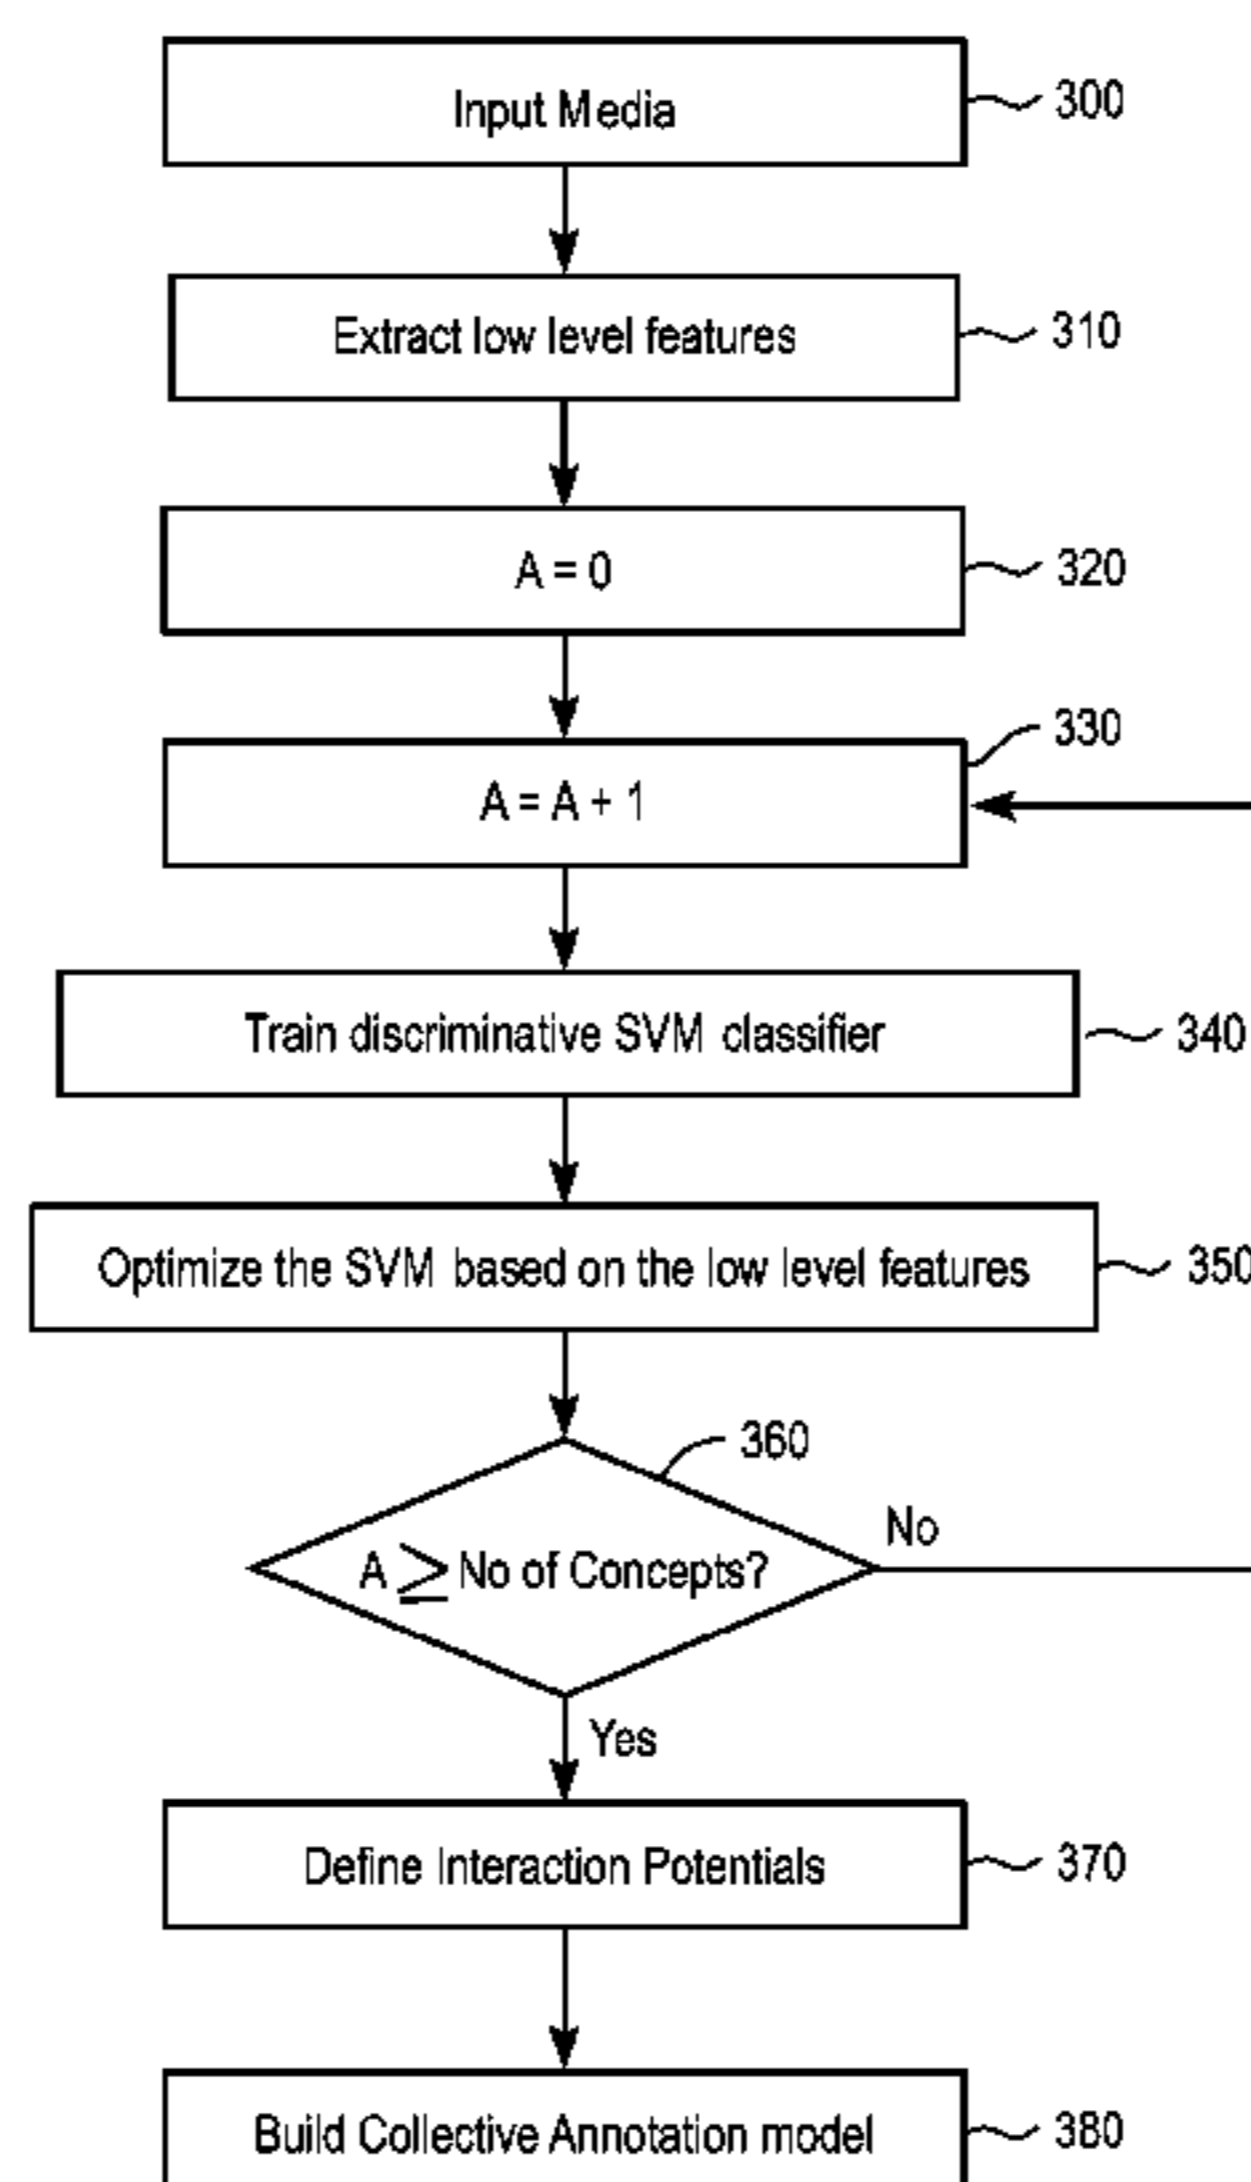 Input Media
300
Extract low level features
310
A = 0
320
330
A = A + 1
Train discriminative SVM classifier
340
Optimize the SVM based on the low level features
350
360
No
A ≥ No of Concepts?
Yes
Define Interaction Potentials
370
Build Collective Annotation model
380